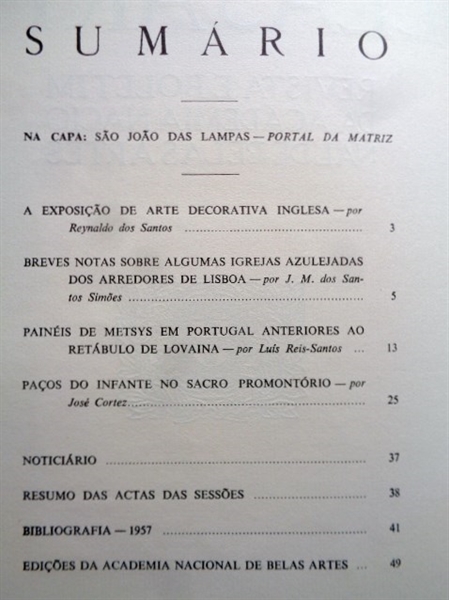 SUMÁRIO
NA CAPA: SÃO JOÃO DAS LAMPAS — PORTAL DA MATRIZ
A EXPOSIÇÃO DE ARTE DECORATIVA INGLESA — por
Reynaldo dos Santos ... 3
BREVES NOTAS SOBRE ALGUMAS IGREJAS AZULEJADAS
DOS ARREDORES DE LISBOA — por J. M. dos San-
tos Simões ... 5
PAINÉIS DE METSYS EM PORTUGAL ANTERIORES AO
RETÁBULO DE LOVAINA — por Luís Reis-Santos ... 13
PAÇOS DO INFANTE NO SACRO PROMONTÓRIO — por
José Cortez ... 25
NOTICIÁRIO ... 37
RESUMO DAS ACTAS DAS SESSÕES ... 38
BIBLIOGRAFIA — 1957 ... 41
EDIÇÕES DA ACADEMIA NACIONAL DE BELAS ARTES ... 49